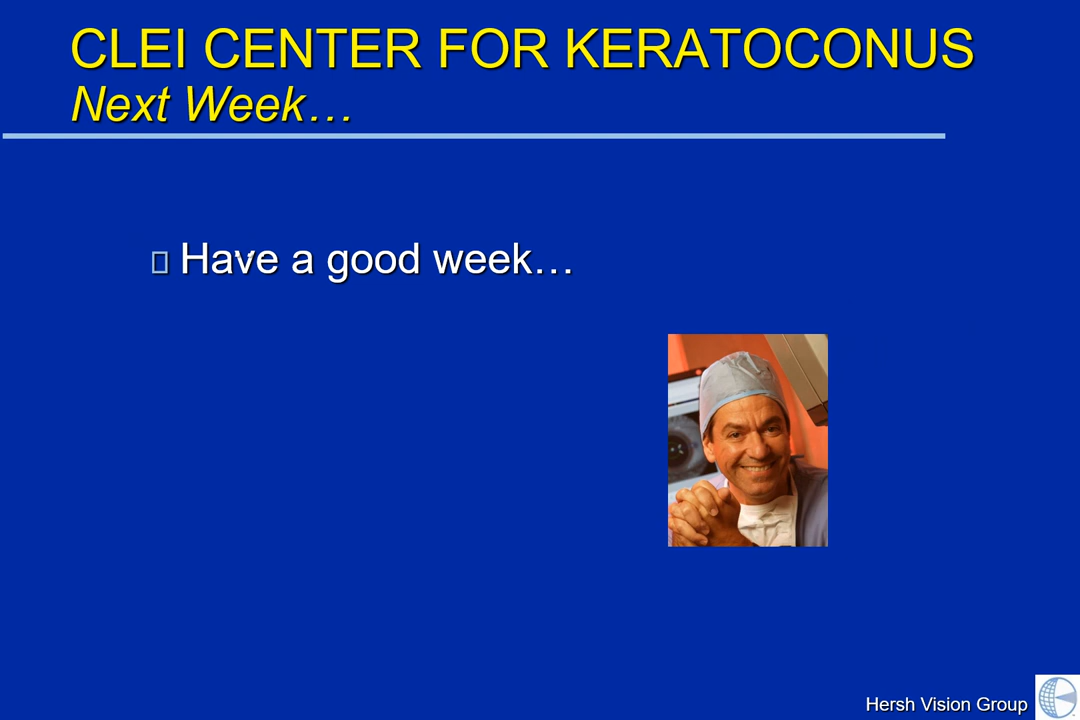 CLEI CENTER FOR KERATOCONUS
Next Week…
Have a good week…
Hersh Vision Group